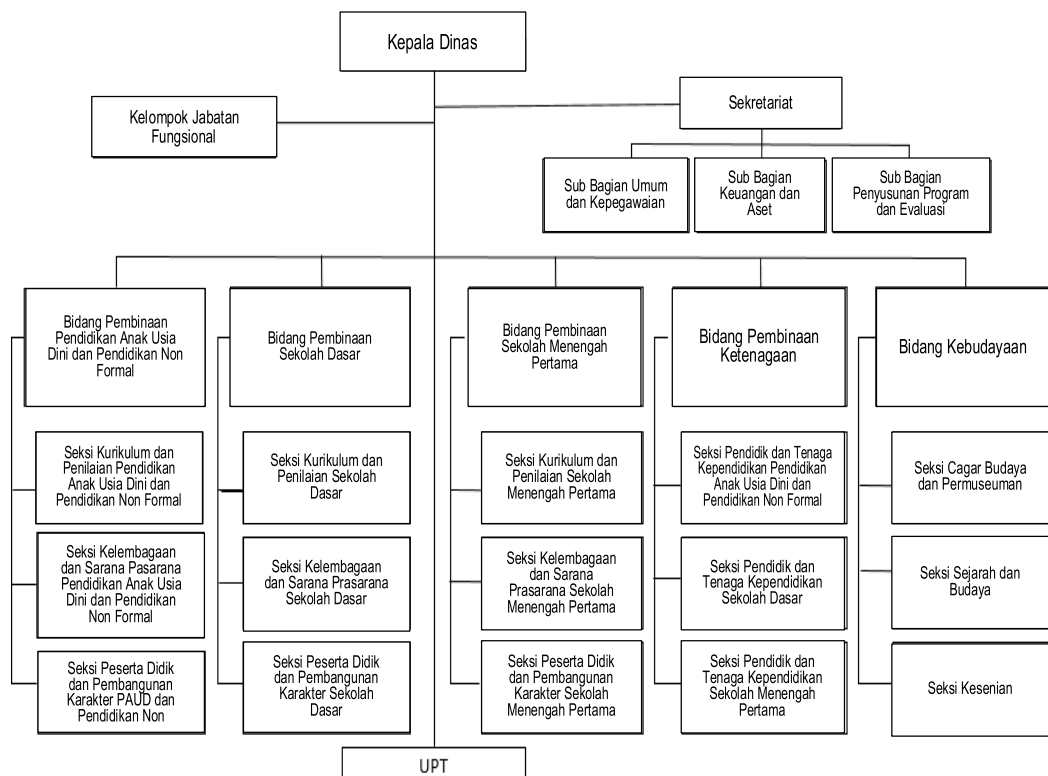 Kepala Dinas
Kelompok Jabatan
Fungsional
Sekretariat
Sub Bagian Umum
dan Kepegawaian
Sub Bagian
Keuangan dan
Aset
Sub Bagian
Penyusunan Program
dan Evaluasi
Bidang Pembinaan
Pendidikan Anak Usia
Dini dan Pendidikan Non
Formal
Bidang Pembinaan
Sekolah Dasar
Bidang Pembinaan
Sekolah Menengah
Pertama
Bidang Pembinaan
Ketenagaan
Bidang Kebudayaan
Seksi Kurikulum dan
Penilaian Pendidikan
Anak Usia Dini dan
Pendidikan Non Formal
Seksi Kurikulum dan
Penilaian Sekolah
Dasar
Seksi Kurikulum dan
Penilaian Sekolah
Menengah Pertama
Seksi Pendidik dan Tenaga
Kependidikan Pendidikan
Anak Usia Dini dan
Pendidikan Non Formal
Seksi Cagar Budaya
dan Permuseuman
Seksi Kelembagaan
dan Sarana Pasarana
Pendidikan Anak Usia
Dini dan Pendidikan
Non Formal
Seksi Kelembagaan
dan Sarana Prasarana
Sekolah Dasar
Seksi Kelembagaan
dan Sarana
Prasarana Sekolah
Menengah Pertama
Seksi Pendidik dan
Tenaga Kependidikan
Sekolah Dasar
Seksi Sejarah dan
Budaya
Seksi Peserta Didik
dan Pembangunan
Karakter PAUD dan
Pendidikan Non
Seksi Peserta Didik
dan Pembangunan
Karakter Sekolah
Dasar
Seksi Peserta Didik
dan Pembangunan
Karakter Sekolah
Menengah Pertama
Seksi Pendidik dan
Tenaga Kependidikan
Sekolah Menengah
Pertama
Seksi Kesenian
UPT